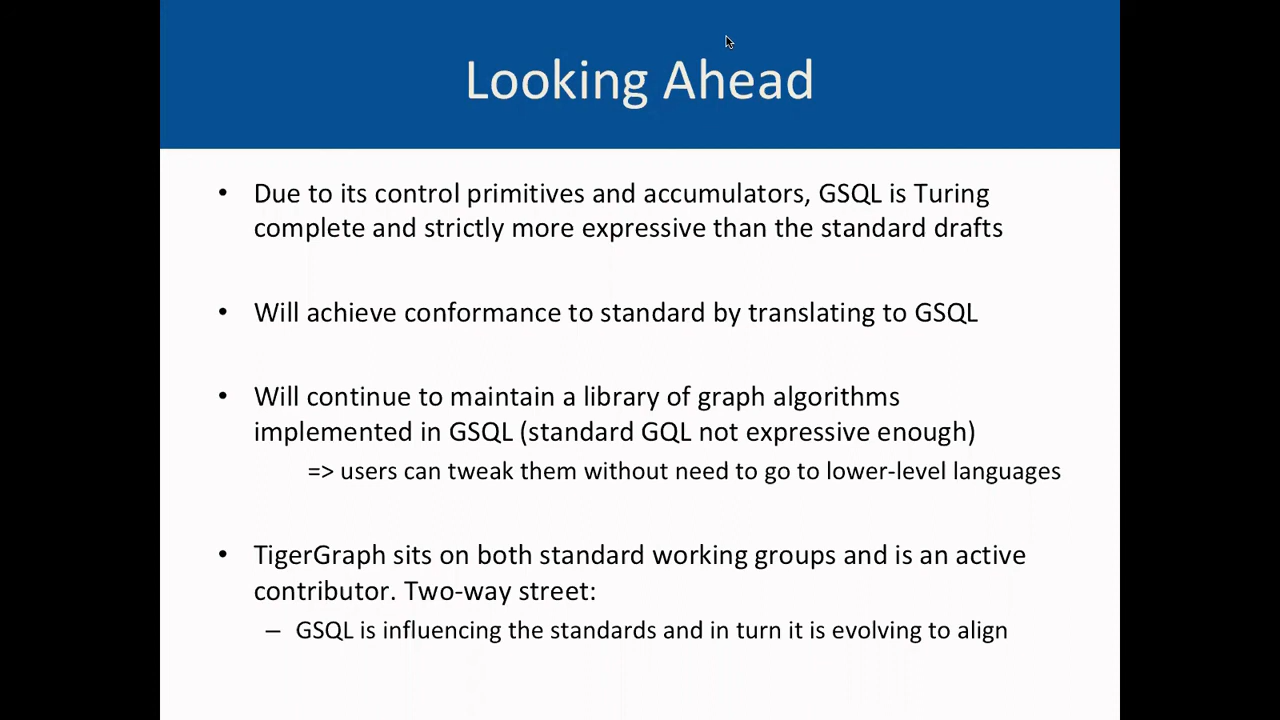 Looking Ahead
• Due to its control primitives and accumulators, GSQL is Turing
complete and strictly more expressive than the standard drafts
• Will achieve conformance to standard by translating to GSQL
• Will continue to maintain a library of graph algorithms
implemented in GSQL (standard GQL not expressive enough)
=> users can tweak them without need to go to lower-level languages
• TigerGraph sits on both standard working groups and is an active
contributor. Two-way street:
– GSQL is influencing the standards and in turn it is evolving to align